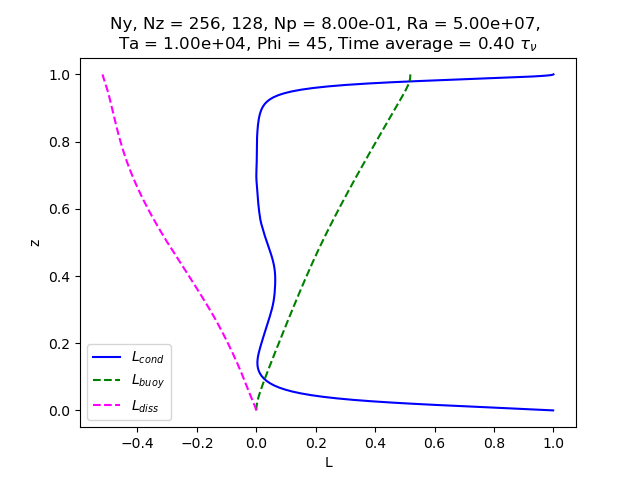 Ny, Nz = 256, 128, Np = 8.00e-01, Ra = 5.00e+07,
Ta = 1.00e+04, Phi = 45, Time average = 0.40 τ_ν
1.0
0.8
0.6
z
0.4
0.2
0.0
L_cond
L_buoy
L_diss
−0.4 −0.2 0.0 0.2 0.4 0.6 0.8 1.0
L